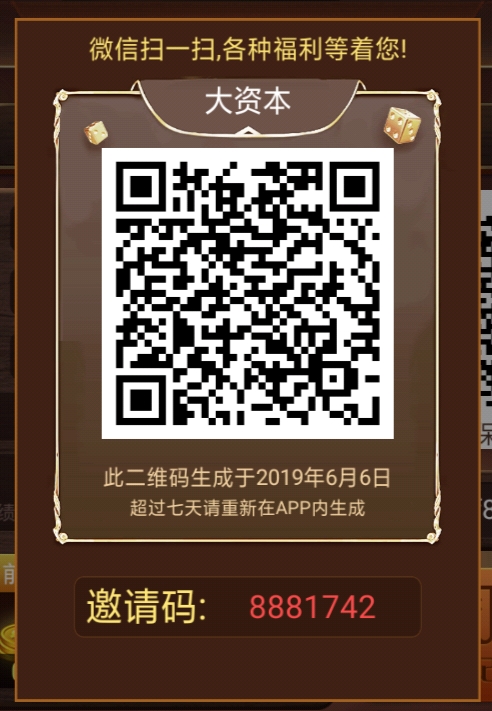 微信扫一扫,各种福利等着您!
大资本
此二维码生成于2019年6月6日
超过七天请重新在APP内生成
邀请码: 8881742